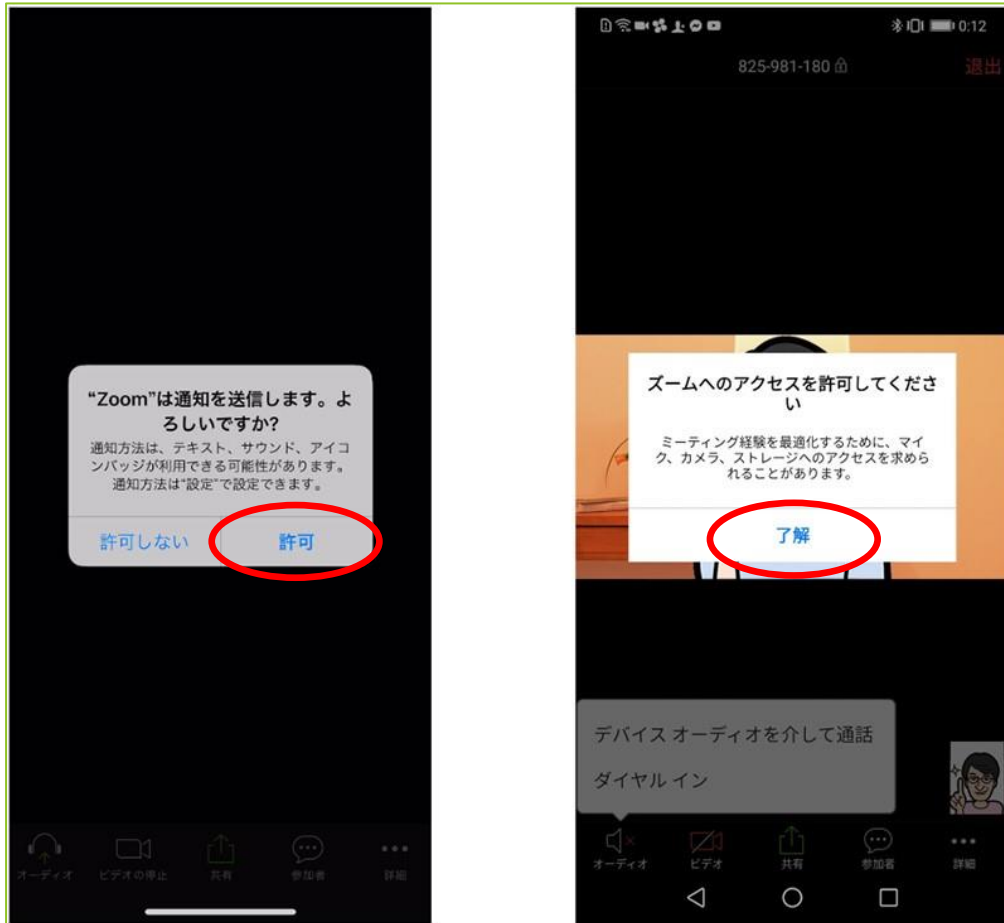 “Zoom”は通知を送信します。よ
ろしいですか?
通知方法は、テキスト、サウンド、アイコ
ンバッジが利用できる可能性があります。
通知方法は“設定”で設定できます。
許可しない
許可
オーディオ
ビデオの停止
共有
参加者
詳細
0:12
825-981-180
退出
ズームへのアクセスを許可してくださ
い
ミーティング経験を最適化するために、マイ
ク、カメラ、ストレージへのアクセスを求めら
れることがあります。
了解
デバイス オーディオを介して通話
ダイヤル イン
オーディオ
ビデオ
共有
参加者
詳細